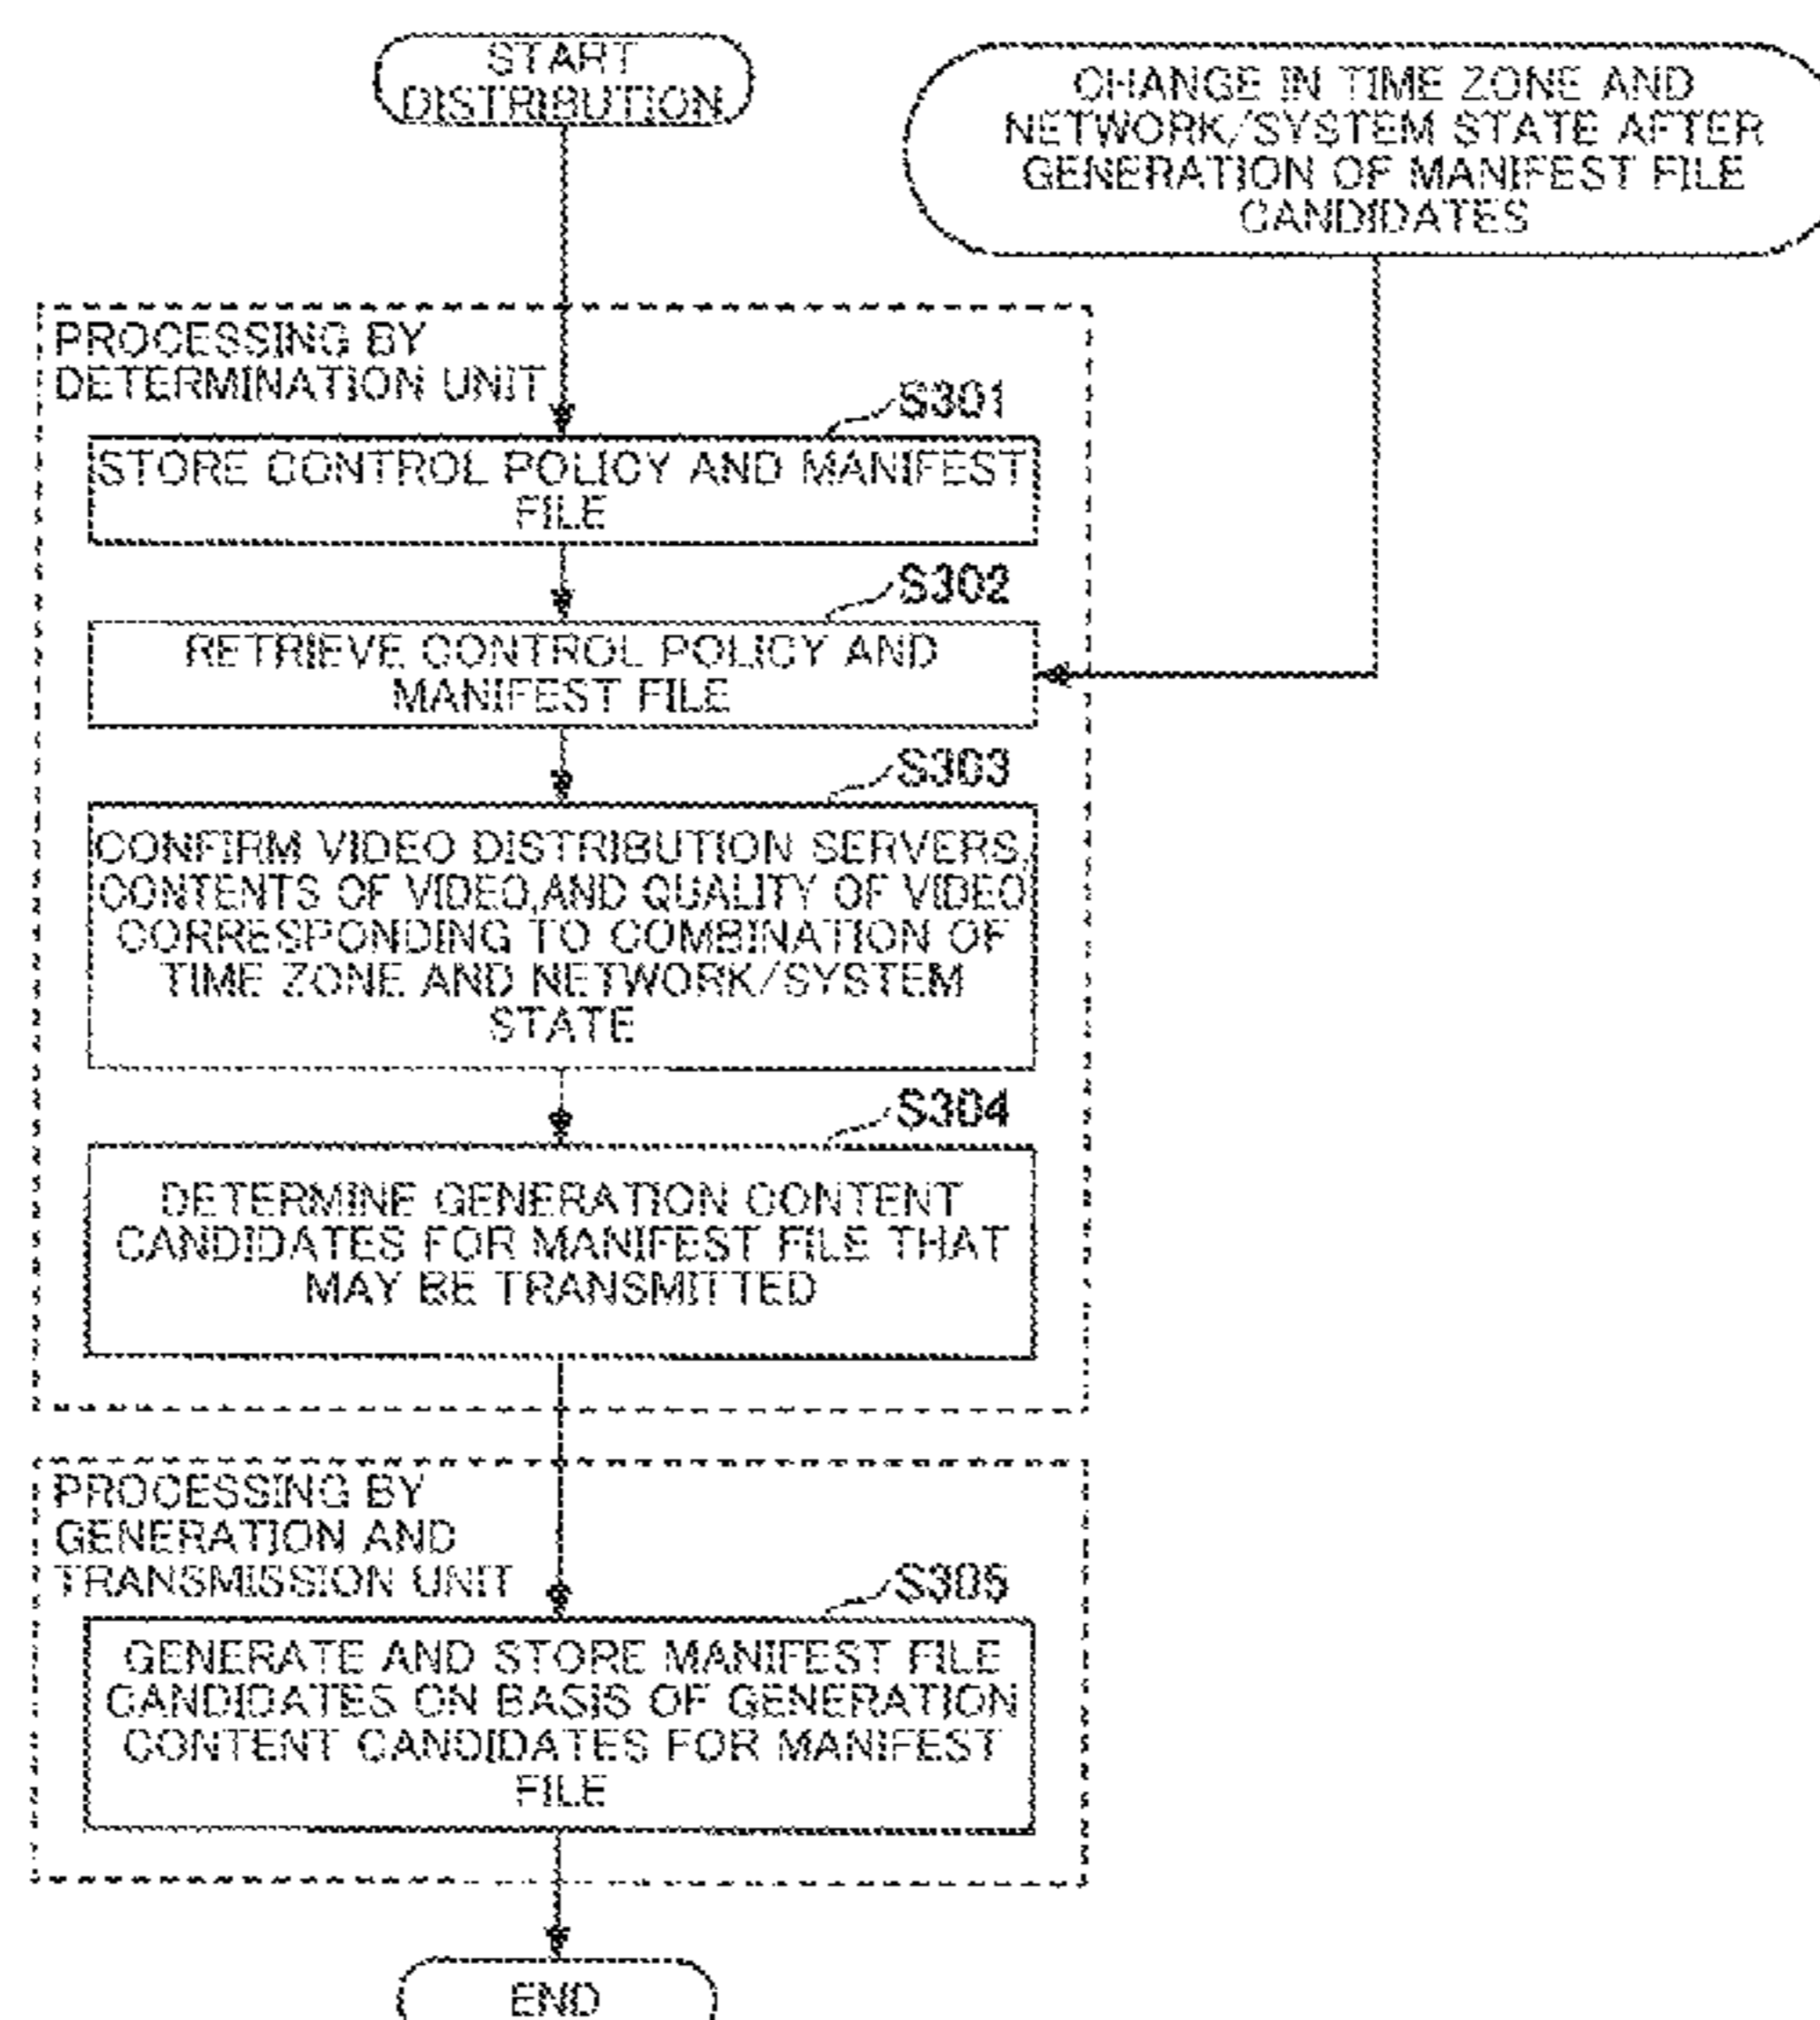 START
DISTRIBUTION
CHANGE IN TIME ZONE AND
NETWORK/SYSTEM STATE AFTER
GENERATION OF MANIFEST FILE
CANDIDATES
PROCESSING BY
DETERMINATION UNIT
S301
STORE CONTROL POLICY AND MANIFEST
FILE
S302
RETRIEVE CONTROL POLICY AND
MANIFEST FILE
S303
CONFIRM VIDEO DISTRIBUTION SERVERS,
CONTENTS OF VIDEO,AND QUALITY OF VIDEO
CORRESPONDING TO COMBINATION OF
TIME ZONE AND NETWORK/SYSTEM
STATE
S304
DETERMINE GENERATION CONTENT
CANDIDATES FOR MANIFEST FILE THAT
MAY BE TRANSMITTED
PROCESSING BY
GENERATION AND
TRANSMISSION UNIT
S305
GENERATE AND STORE MANIFEST FILE
CANDIDATES ON BASIS OF GENERATION
CONTENT CANDIDATES FOR MANIFEST
FILE
END